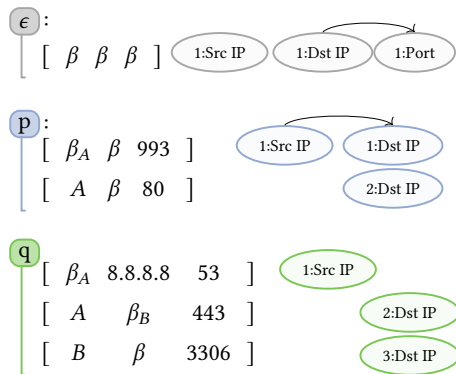 ϵ :
[ β β β ] 1:Src IP 1:Dst IP 1:Port
p :
[ β_A β 993 ] 1:Src IP 1:Dst IP
[ A β 80 ] 2:Dst IP
q
[ β_A 8.8.8.8 53 ] 1:Src IP
[ A β_B 443 ] 2:Dst IP
[ B β 3306 ] 3:Dst IP